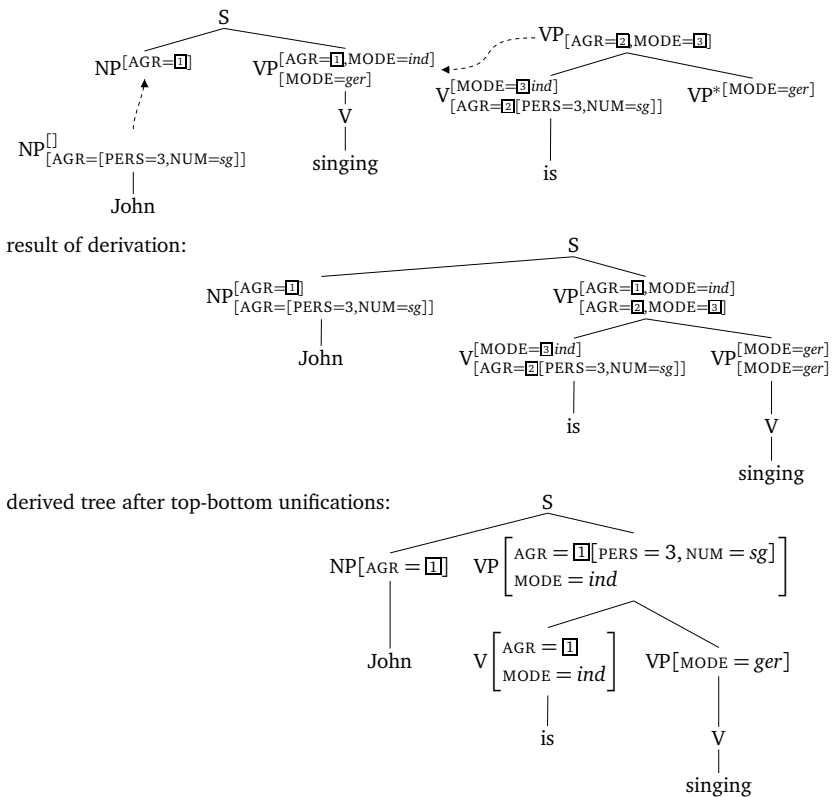 S
VP[AGR=2,MODE=3]
NP[AGR=1] VP[AGR=1,MODE=ind][MODE=ger] V[MODE=3ind][AGR=2[PERS=3,NUM=sg]] VP*[MODE=ger]
V
NP[][AGR=[PERS=3,NUM=sg]] singing is
John
result of derivation: S
NP[AGR=1][AGR=[PERS=3,NUM=sg]] VP[AGR=1,MODE=ind][AGR=2,MODE=3]
John V[MODE=3ind][AGR=2[PERS=3,NUM=sg]] VP[MODE=ger][MODE=ger]
is V
singing
derived tree after top-bottom unifications: S
NP[AGR = 1] VP[AGR = 1[PERS = 3, NUM = sg]
MODE = ind]
John V[AGR = 1
MODE = ind] VP[MODE = ger]
is V
singing